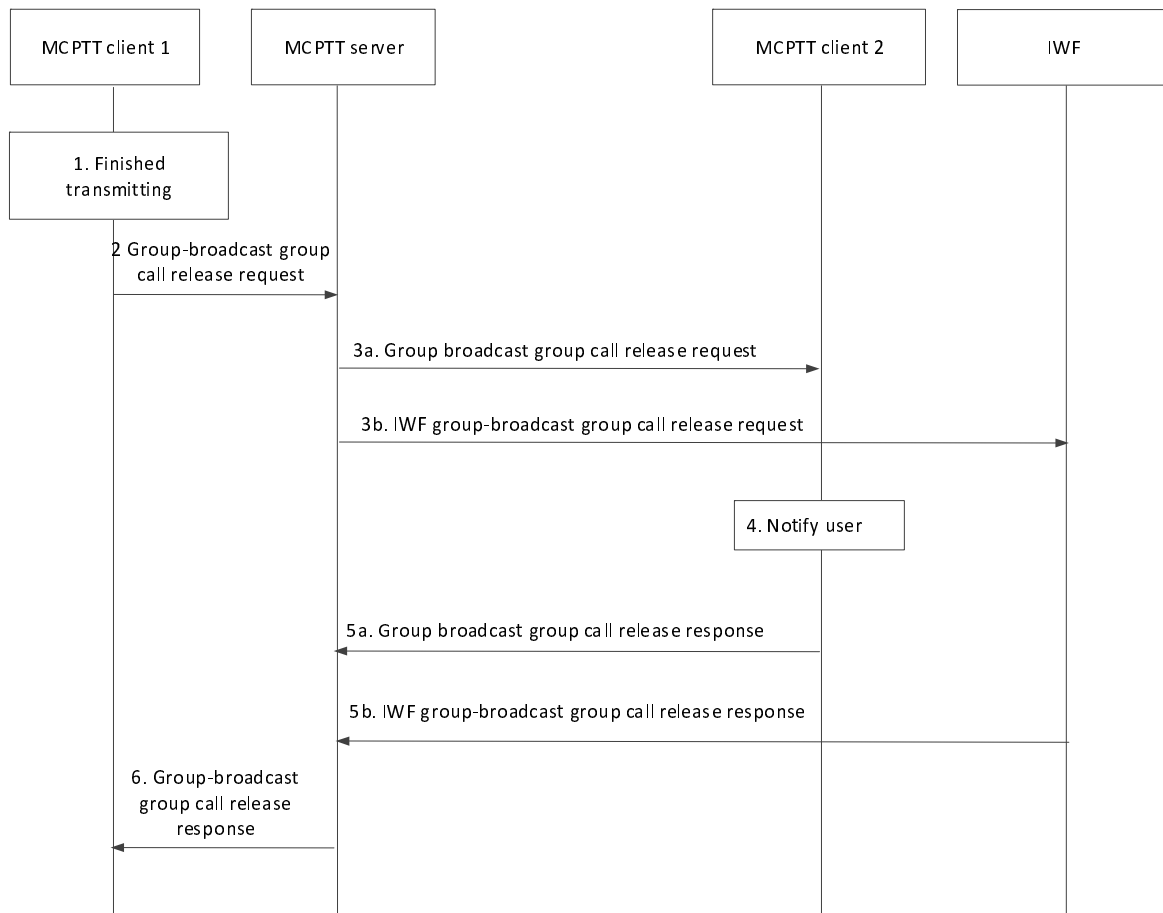 MCPTT client 1
MCPTT server
MCPTT client 2
IWF
1. Finished
transmitting
2 Group-broadcast group
call release request
3a. Group broadcast group call release request
3b. IWF group-broadcast group call release request
4. Notify user
5a. Group broadcast group call release response
5b. IWF group-broadcast group call release response
6. Group-broadcast
group call release
response